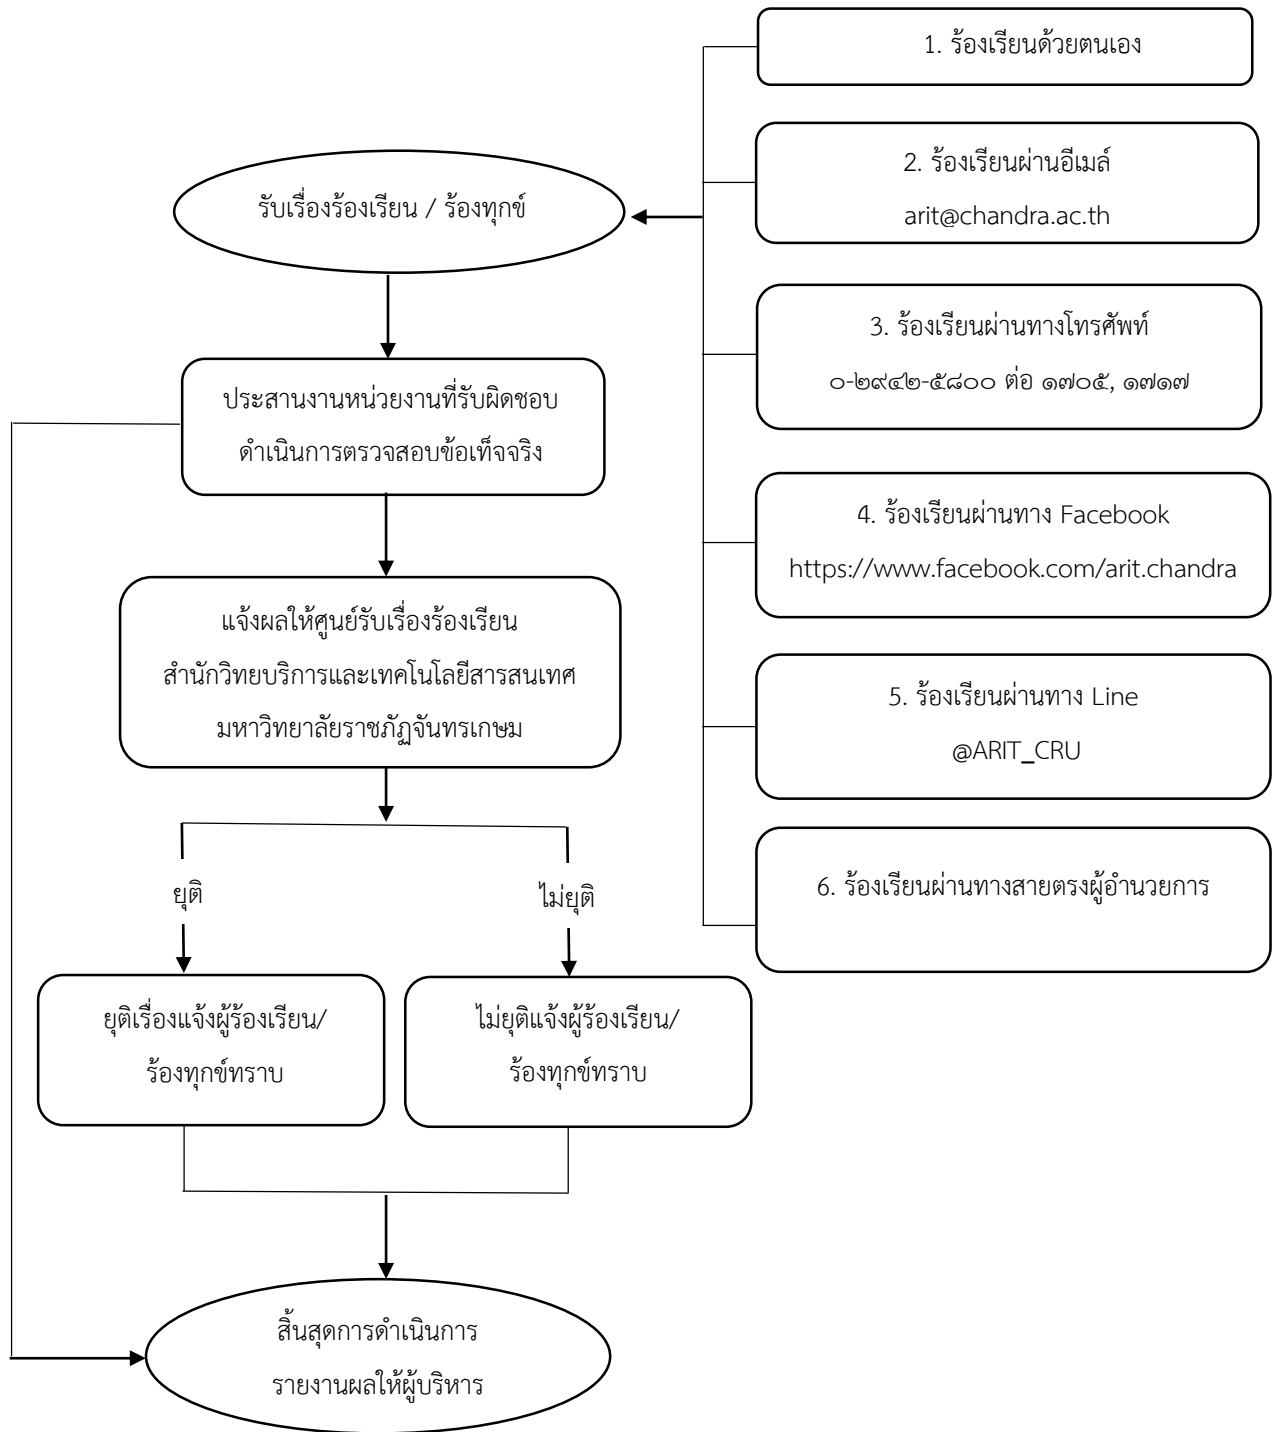 1. ร้องเรียนด้วยตนเอง
2. ร้องเรียนผ่านอีเมล์
arit@chandra.ac.th
รับเรื่องร้องเรียน / ร้องทุกข์
3. ร้องเรียนผ่านทางโทรศัพท์
๐-๒๙๔๒-๕๘๐๐ ต่อ ๑๗๐๕, ๑๗๑๗
ประสานงานหน่วยงานที่รับผิดชอบ
ดำเนินการตรวจสอบข้อเท็จจริง
4. ร้องเรียนผ่านทาง Facebook
https://www.facebook.com/arit.chandra
แจ้งผลให้ศูนย์รับเรื่องร้องเรียน
สำนักวิทยบริการและเทคโนโลยีสารสนเทศ
มหาวิทยาลัยราชภัฏจันทรเกษม
5. ร้องเรียนผ่านทาง Line
@ARIT_CRU
6. ร้องเรียนผ่านทางสายตรงผู้อำนวยการ
ยุติ
ไม่ยุติ
ยุติเรื่องแจ้งผู้ร้องเรียน/
ร้องทุกข์ทราบ
ไม่ยุติแจ้งผู้ร้องเรียน/
ร้องทุกข์ทราบ
สิ้นสุดการดำเนินการ
รายงานผลให้ผู้บริหาร